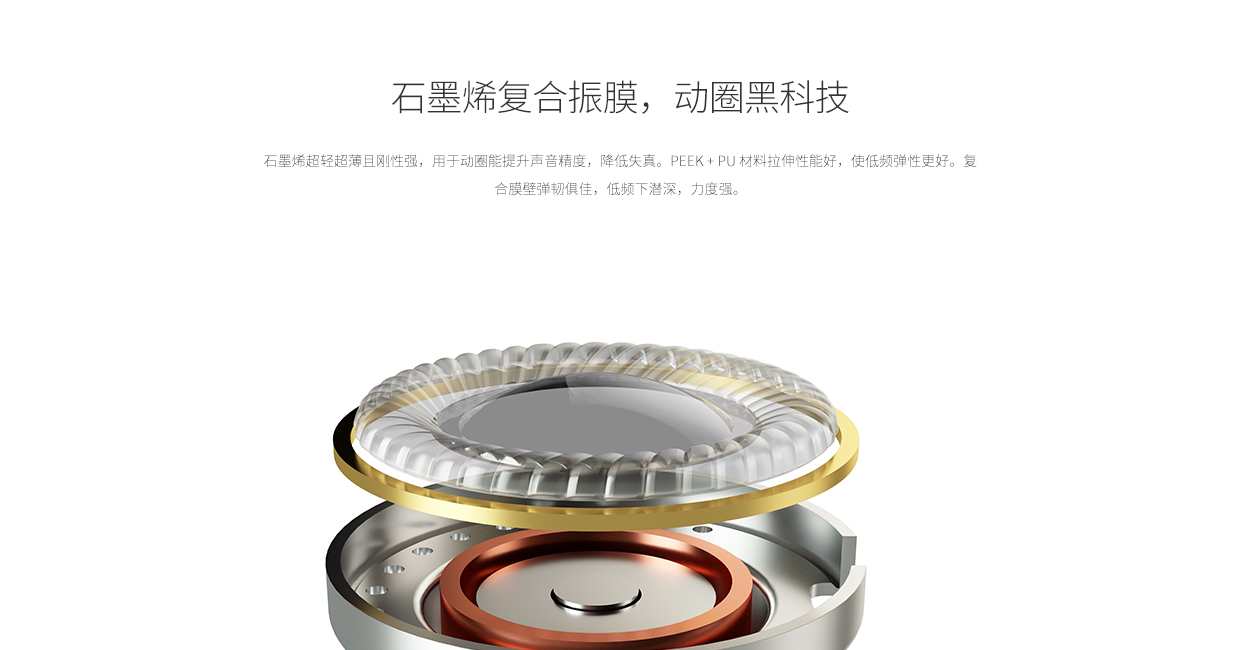 石墨烯复合振膜，动圈黑科技
石墨烯超轻超薄且刚性强，用于动圈能提升声音精度，降低失真。PEEK + PU 材料拉伸性能好，使低频弹性更好。复
合膜壁弹韧俱佳，低频下潜深，力度强。